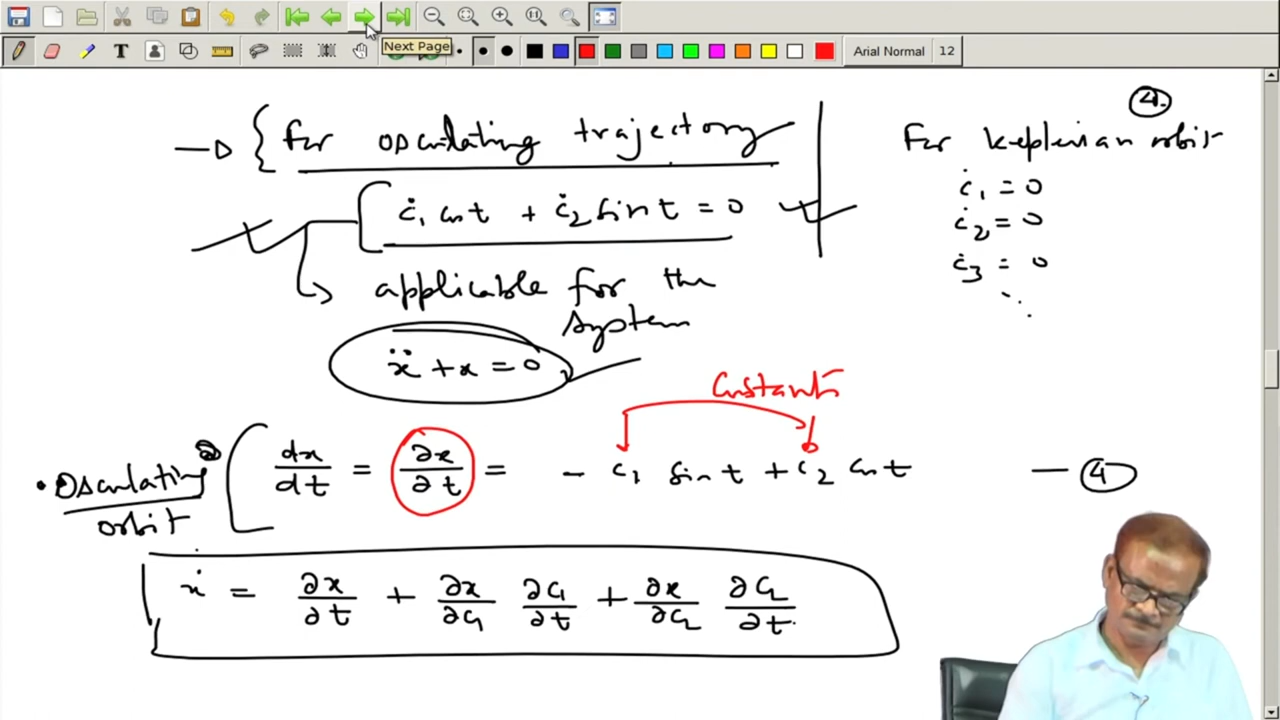 Next Page
T
Arial Normal 12
4.
→ { For osculating trajectory
ċ₁ cos t + ċ₂ sin t = 0
applicable for the
system
ẍ + x = 0
For keplerian orbit
ċ₁ = 0
ċ₂ = 0
ċ₃ = 0
Constants
• Osculating
orbit
dx/dt = ∂x/∂t = - c₁ sin t + c₂ cos t — 4
ẋ = ∂x/∂t + ∂x/∂c₁ ∂c₁/∂t + ∂x/∂c₂ ∂c₂/∂t